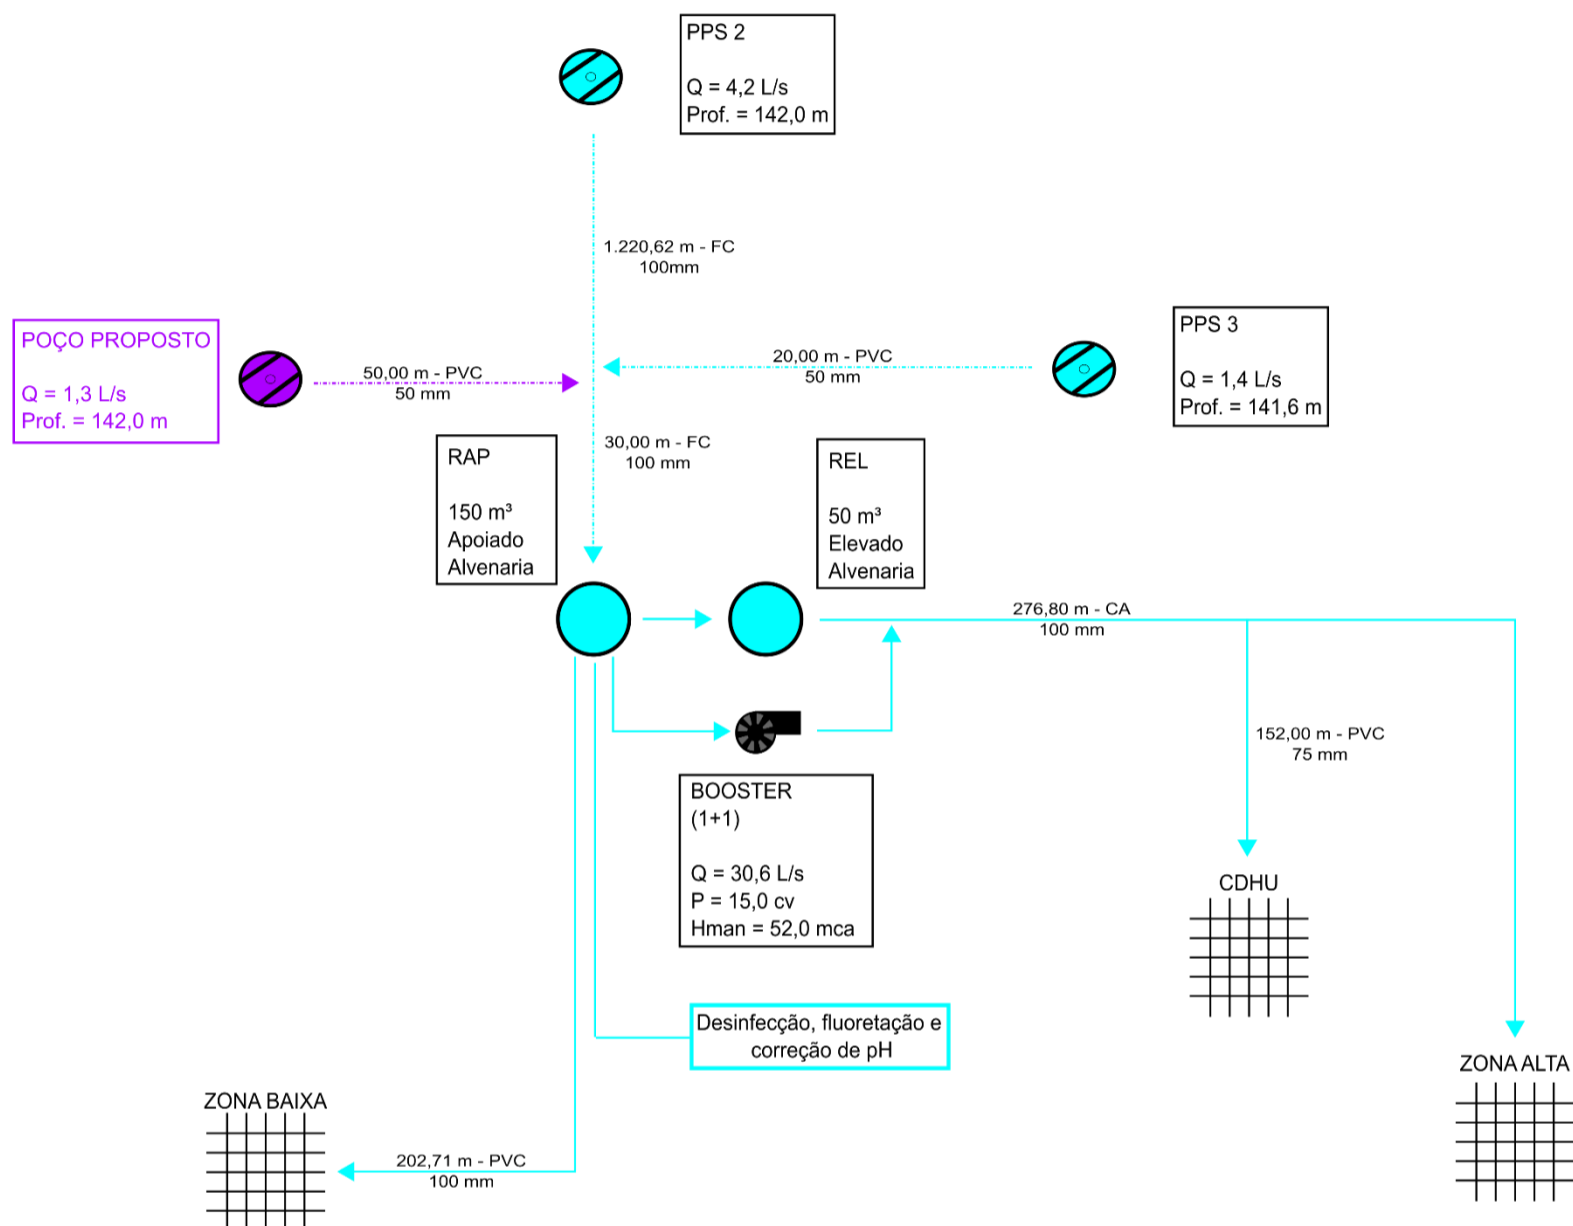 PPS 2
Q = 4,2 L/s
Prof. = 142,0 m
1.220,62 m - FC
100mm
POÇO PROPOSTO
Q = 1,3 L/s
Prof. = 142,0 m
50,00 m - PVC
50 mm
20,00 m - PVC
50 mm
PPS 3
Q = 1,4 L/s
Prof. = 141,6 m
30,00 m - FC
100 mm
RAP
150 m³
Apoiado
Alvenaria
REL
50 m³
Elevado
Alvenaria
276,80 m - CA
100 mm
152,00 m - PVC
75 mm
BOOSTER
(1+1)
Q = 30,6 L/s
P = 15,0 cv
Hman = 52,0 mca
CDHU
Desinfecção, fluoretação e
correção de pH
ZONA ALTA
ZONA BAIXA
202,71 m - PVC
100 mm